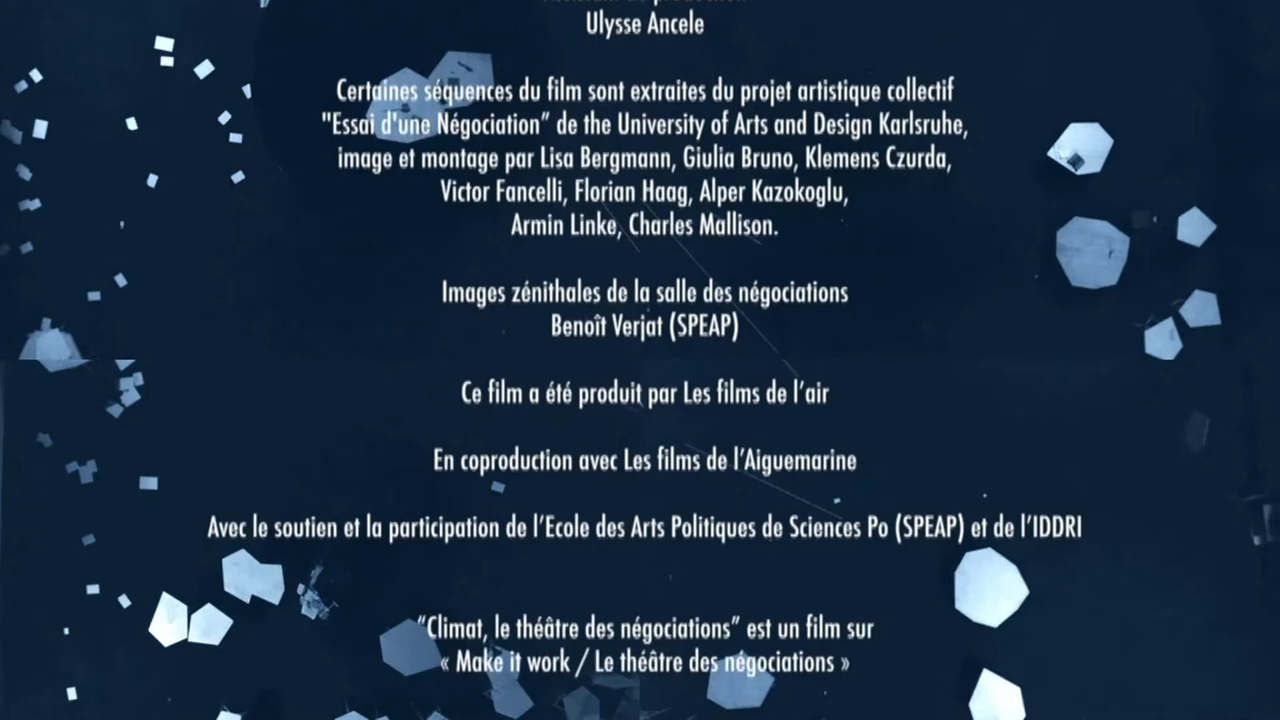 Ulysse Ancele
Certaines séquences du film sont extraites du projet artistique collectif
"Essai d'une Négociation” de the University of Arts and Design Karlsruhe,
image et montage par Lisa Bergmann, Giulia Bruno, Klemens Czurda,
Victor Fancelli, Florian Haag, Alper Kazokoglu,
Armin Linke, Charles Mallison.
Images zénithales de la salle des négociations
Benoît Verjat (SPEAP)
Ce film a été produit par Les films de l’air
En coproduction avec Les films de l’Aiguemarine
Avec le soutien et la participation de l’Ecole des Arts Politiques de Sciences Po (SPEAP) et de l’IDDRI
“Climat, le théâtre des négociations” est un film sur
« Make it work / Le théâtre des négociations »